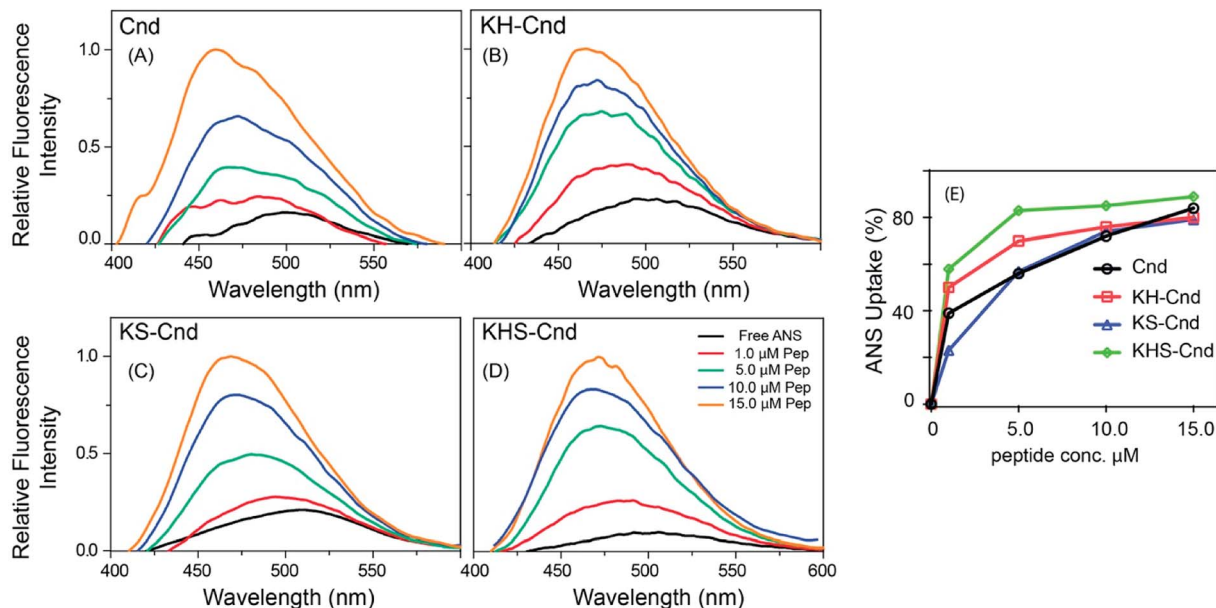 Cnd
(A)
Relative Fluorescence
Intensity
1.0
0.5
0.0
400 450 500 550
Wavelength (nm)
KH-Cnd
(B)
400 450 500 550
Wavelength (nm)
KS-Cnd
(C)
Relative Fluorescence
Intensity
1.0
0.5
0.0
400 450 500 550
Wavelength (nm)
KHS-Cnd
(D)
Free ANS
1.0 µM Pep
5.0 µM Pep
10.0 µM Pep
15.0 µM Pep
400 450 500 550 600
Wavelength (nm)
(E)
ANS Uptake (%)
80
40
0
Cnd
KH-Cnd
KS-Cnd
KHS-Cnd
0 5.0 10.0 15.0
peptide conc. µM